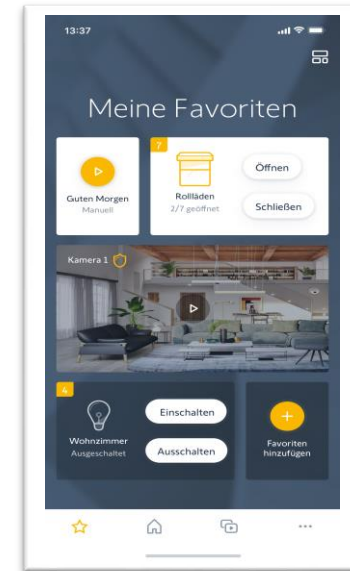 13:37
Meine Favoriten
7
Öffnen
Guten Morgen
Manuell
Rollläden
2/7 geöffnet
Schließen
Kamera 1
4
Einschalten
Wohnzimmer
Ausgeschaltet
Ausschalten
Favoriten
hinzufügen